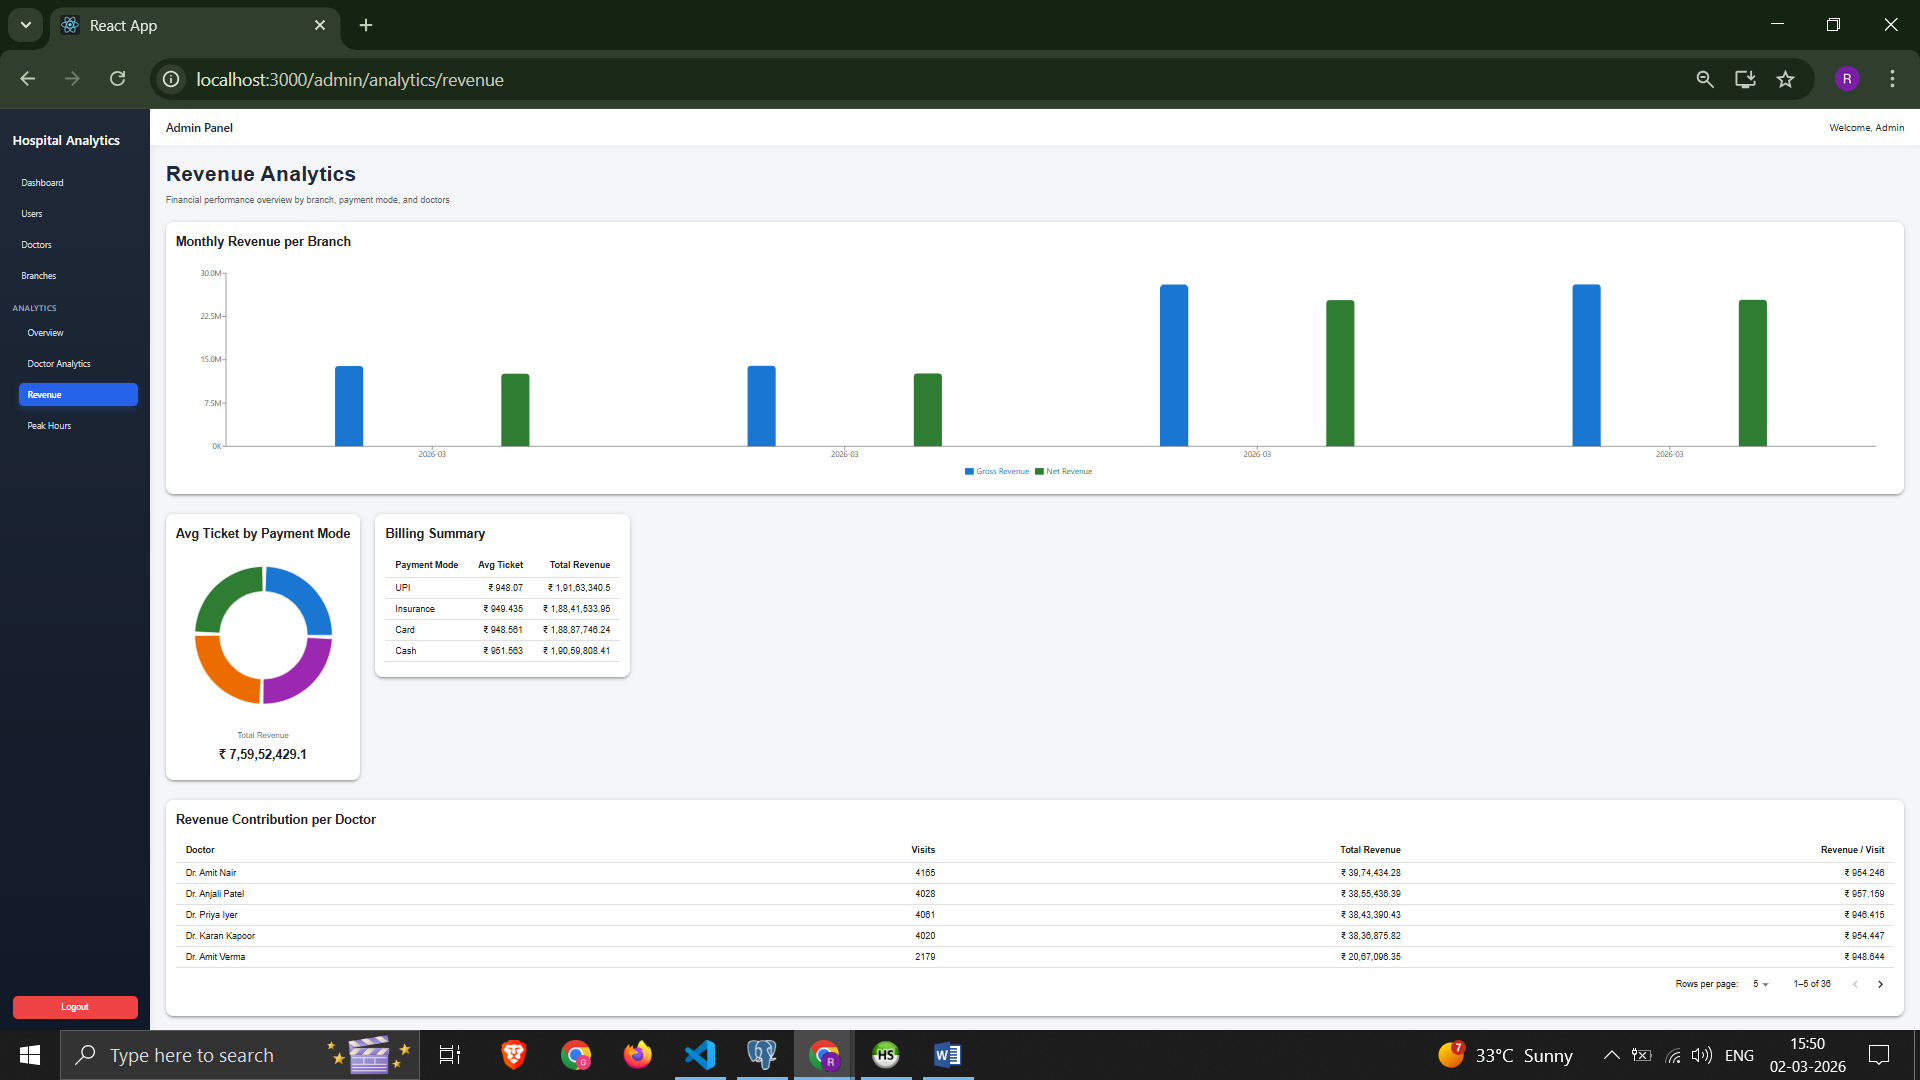 React App
localhost:3000/admin/analytics/revenue
R
Hospital Analytics
Dashboard
Users
Doctors
Branches
ANALYTICS
Overview
Doctor Analytics
Revenue
Peak Hours
Logout
Admin Panel
Welcome, Admin
Revenue Analytics
Financial performance overview by branch, payment mode, and doctors
Monthly Revenue per Branch
30.0M
22.5M
15.0M
7.5M
0K
2026-03 2026-03 2026-03 2026-03
Gross Revenue Net Revenue
Avg Ticket by Payment Mode
Total Revenue
₹ 7,59,52,429.1
Billing Summary
Payment Mode Avg Ticket Total Revenue
UPI ₹ 948.07 ₹ 1,91,63,340.5
Insurance ₹ 949.435 ₹ 1,88,41,533.95
Card ₹ 948.561 ₹ 1,88,87,746.24
Cash ₹ 951.563 ₹ 1,90,59,808.41
Revenue Contribution per Doctor
Doctor Visits Total Revenue Revenue / Visit
Dr. Amit Nair 4165 ₹ 39,74,434.28 ₹ 954.246
Dr. Anjali Patel 4028 ₹ 38,55,436.39 ₹ 957.159
Dr. Priya Iyer 4061 ₹ 38,43,390.43 ₹ 946.415
Dr. Karan Kapoor 4020 ₹ 38,36,875.82 ₹ 954.447
Dr. Amit Verma 2179 ₹ 20,67,096.35 ₹ 948.644
Rows per page: 5 1–5 of 36
Type here to search
G
R
HS
W
7
33°C Sunny
ENG
15:50
02-03-2026